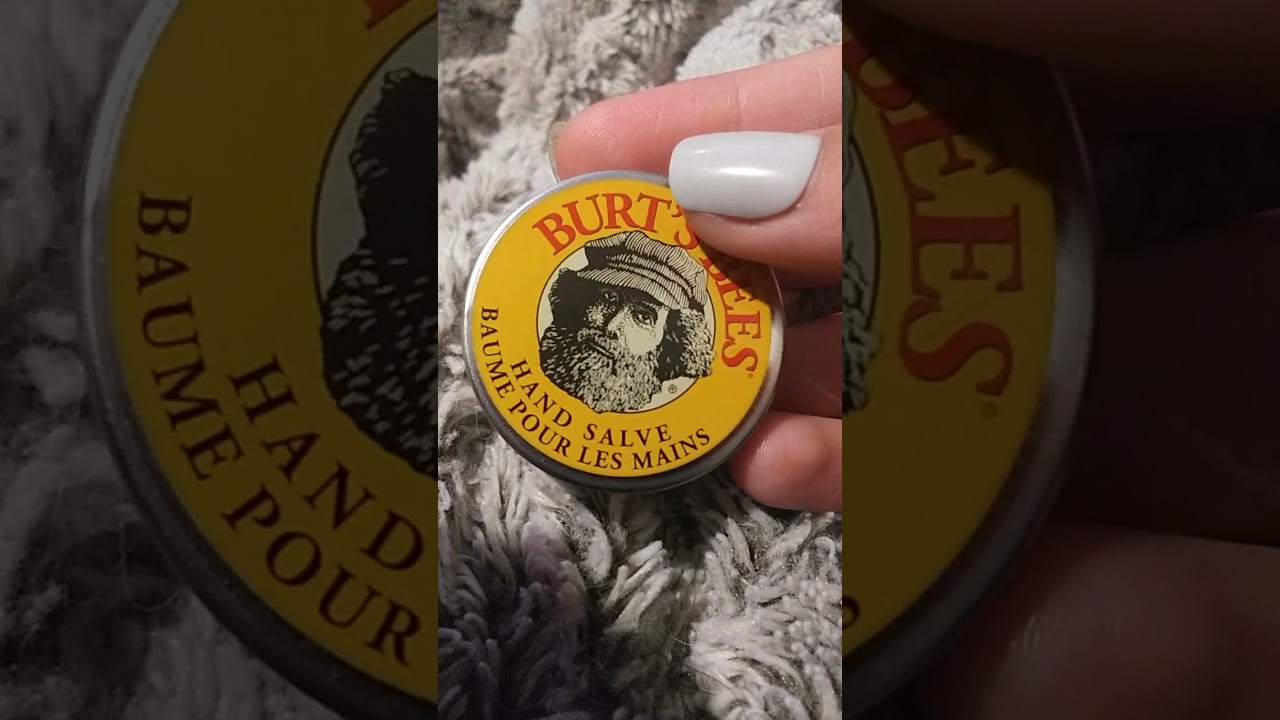 BURT'S BEES
®
HAND SALVE
BAUME POUR LES MAINS